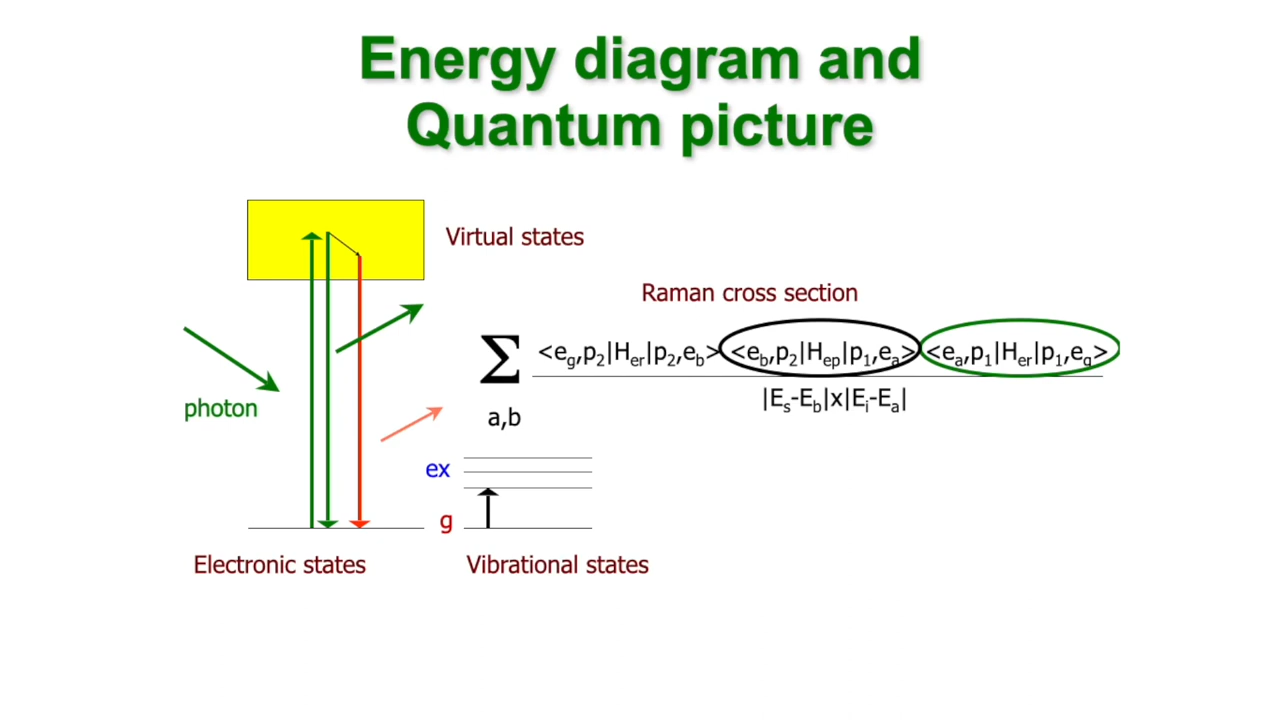 Energy diagram and
Quantum picture
Virtual states
Raman cross section
Σ <e_g,p_2|H_er|p_2,e_b> <e_b,p_2|H_ep|p_1,e_a> <e_a,p_1|H_er|p_1,e_g>
|E_s-E_b|x|E_i-E_a|
a,b
photon
ex
g
Electronic states
Vibrational states